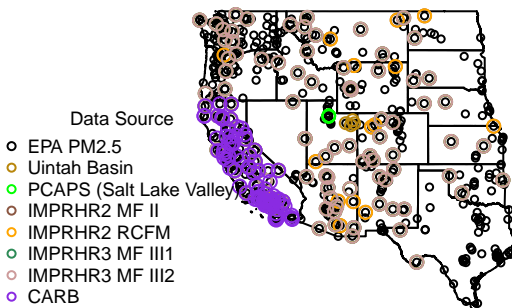 Data Source
EPA PM2.5
Uintah Basin
PCAPS (Salt Lake Valley)
IMPRHR2 MF II
IMPRHR2 RCFM
IMPRHR3 MF III1
IMPRHR3 MF III2
CARB